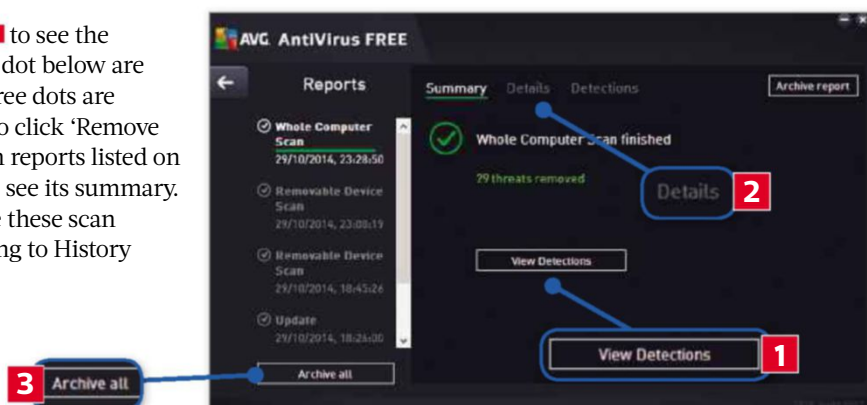 to see the
dot below are
ree dots are
o click ‘Remove
n reports listed on
see its summary.
e these scan
ng to History
AVG. AntiVirus FREE
Reports
Whole Computer
Scan
29/10/2014, 23:28:50
Removable Device
Scan
29/10/2014, 23:08:19
Removable Device
Scan
29/10/2014, 18:45:26
Update
29/10/2014, 18:26:00
Archive all
3 Archive all
Summary Details Detections
Archive report
Whole Computer Scan finished
29 threats removed
Details 2
View Detections
View Detections 1